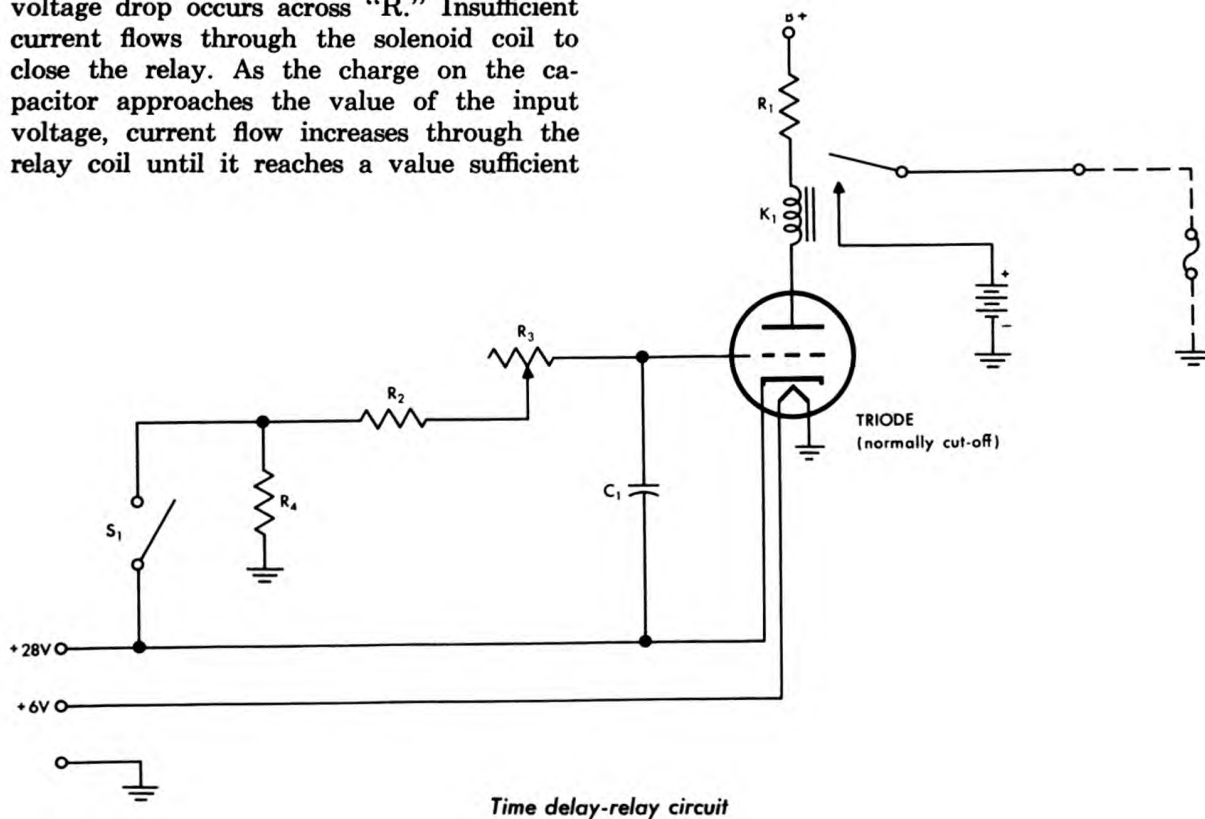 voltage drop occurs across “R.” Insufficient
current flows through the solenoid coil to
close the relay. As the charge on the ca-
pacitor approaches the value of the input
voltage, current flow increases through the
relay coil until it reaches a value sufficient
B+
R1
K1
+
–
R3
R2
TRIODE
(normally cut-off)
R4
C1
S1
+28V
+6V
Time delay-relay circuit